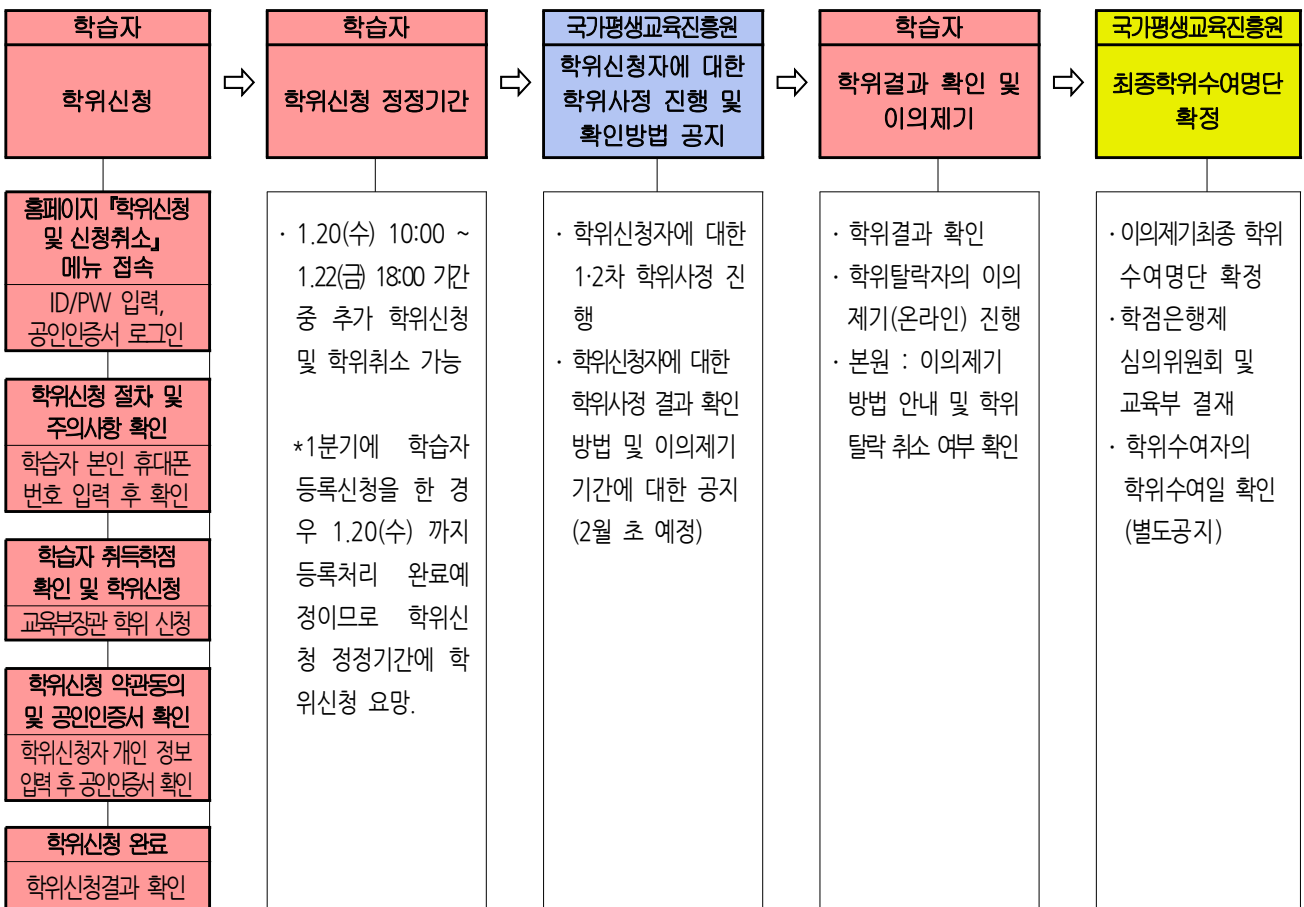 학습자
학위신청
학습자
학위신청 정정기간
국가평생교육진흥원
학위신청자에 대한
학위사정 진행 및
확인방법 공지
학습자
학위결과 확인 및
이의제기
국가평생교육진흥원
최종학위수여명단
확정
홈페이지 『학위신청
및 신청취소』
메뉴 접속
ID/PW 입력,
공인인증서 로그인
학위신청 절차 및
주의사항 확인
학습자 본인 휴대폰
번호 입력 후 확인
학습자 취득학점
확인 및 학위신청
교육부장관 학위 신청
학위신청 약관동의
및 공인인증서 확인
학위신청자 개인 정보
입력 후 공인인증서 확인
학위신청 완료
학위신청결과 확인
· 1.20(수) 10:00 ~
1.22(금) 18:00 기간
중 추가 학위신청
및 학위취소 가능
*1분기에 학습자
등록신청을 한 경
우 1.20(수) 까지
등록처리 완료예
정이므로 학위신
청 정정기간에 학
위신청 요망.
· 학위신청자에 대한
1·2차 학위사정 진
행
· 학위신청자에 대한
학위사정 결과 확인
방법 및 이의제기
기간에 대한 공지
(2월 초 예정)
· 학위결과 확인
· 학위탈락자의 이의
제기(온라인) 진행
· 본원 : 이의제기
방법 안내 및 학위
탈락 취소 여부 확인
· 이의제기최종 학위
수여명단 확정
· 학점은행제
심의위원회 및
교육부 결재
· 학위수여자의
학위수여일 확인
(별도공지)